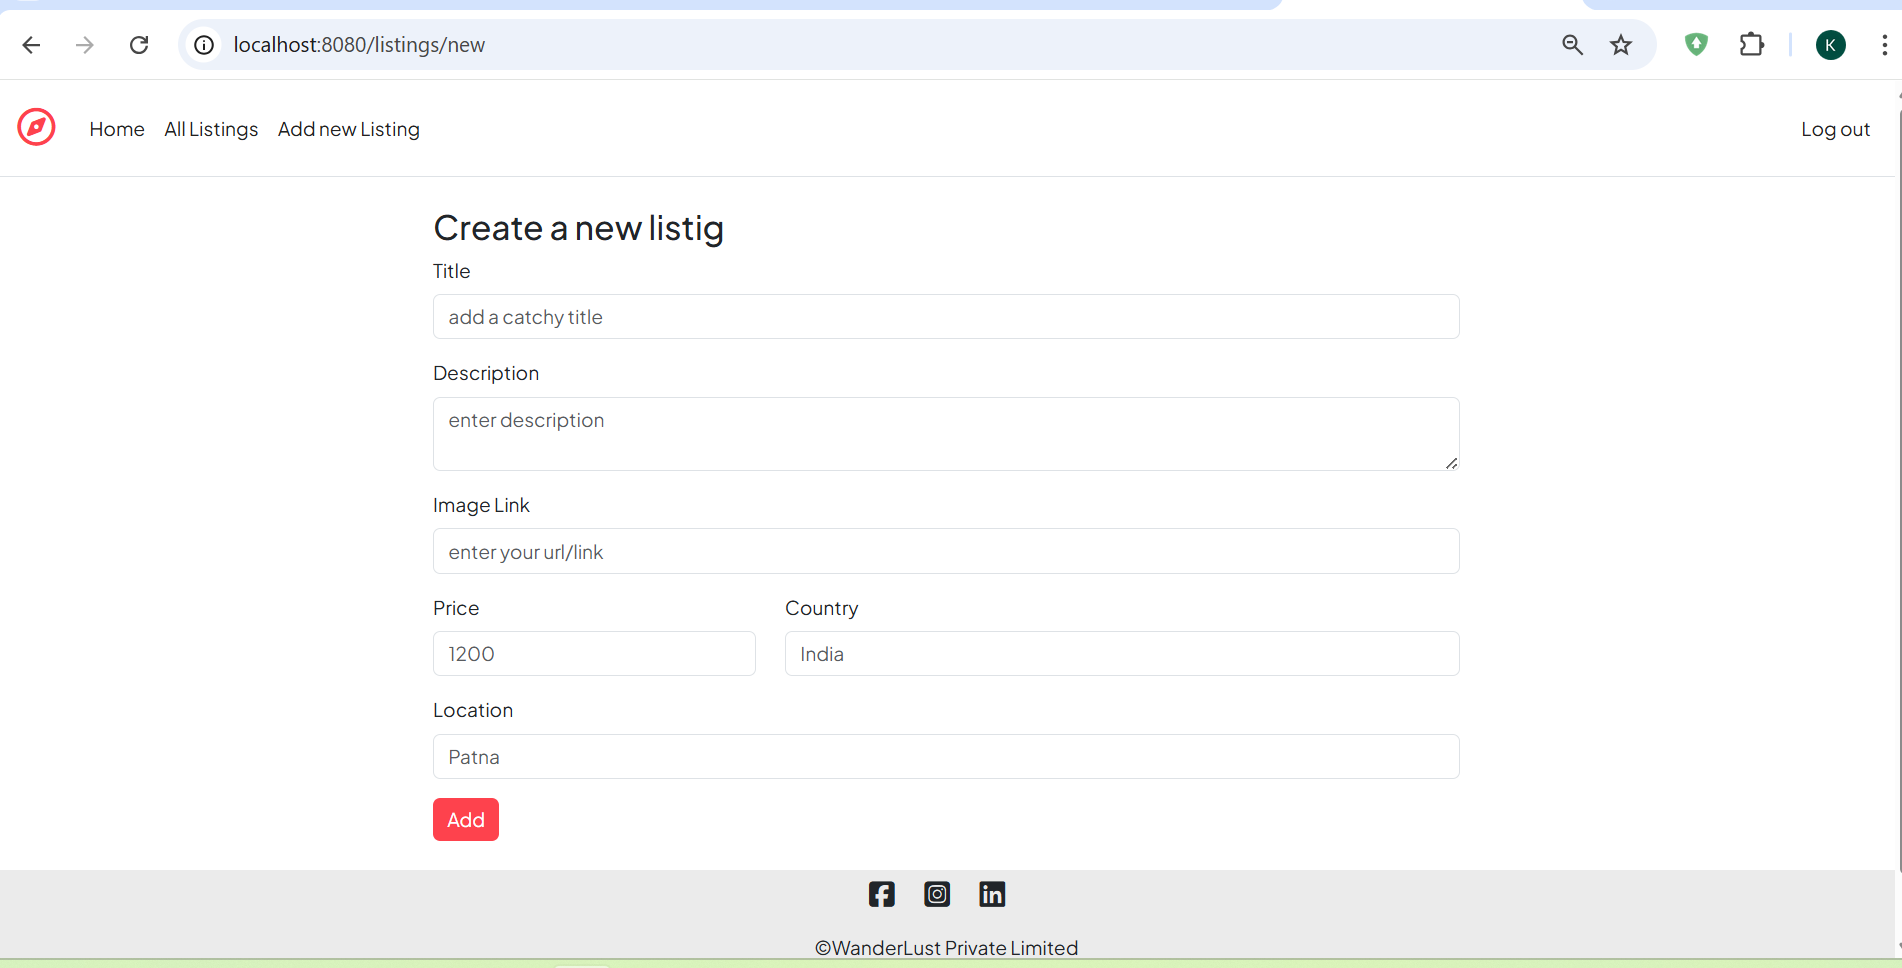 localhost:8080/listings/new
K
Home All Listings Add new Listing Log out
Create a new listig
Title
add a catchy title
Description
enter description
Image Link
enter your url/link
Price Country
1200 India
Location
Patna
Add
©WanderLust Private Limited